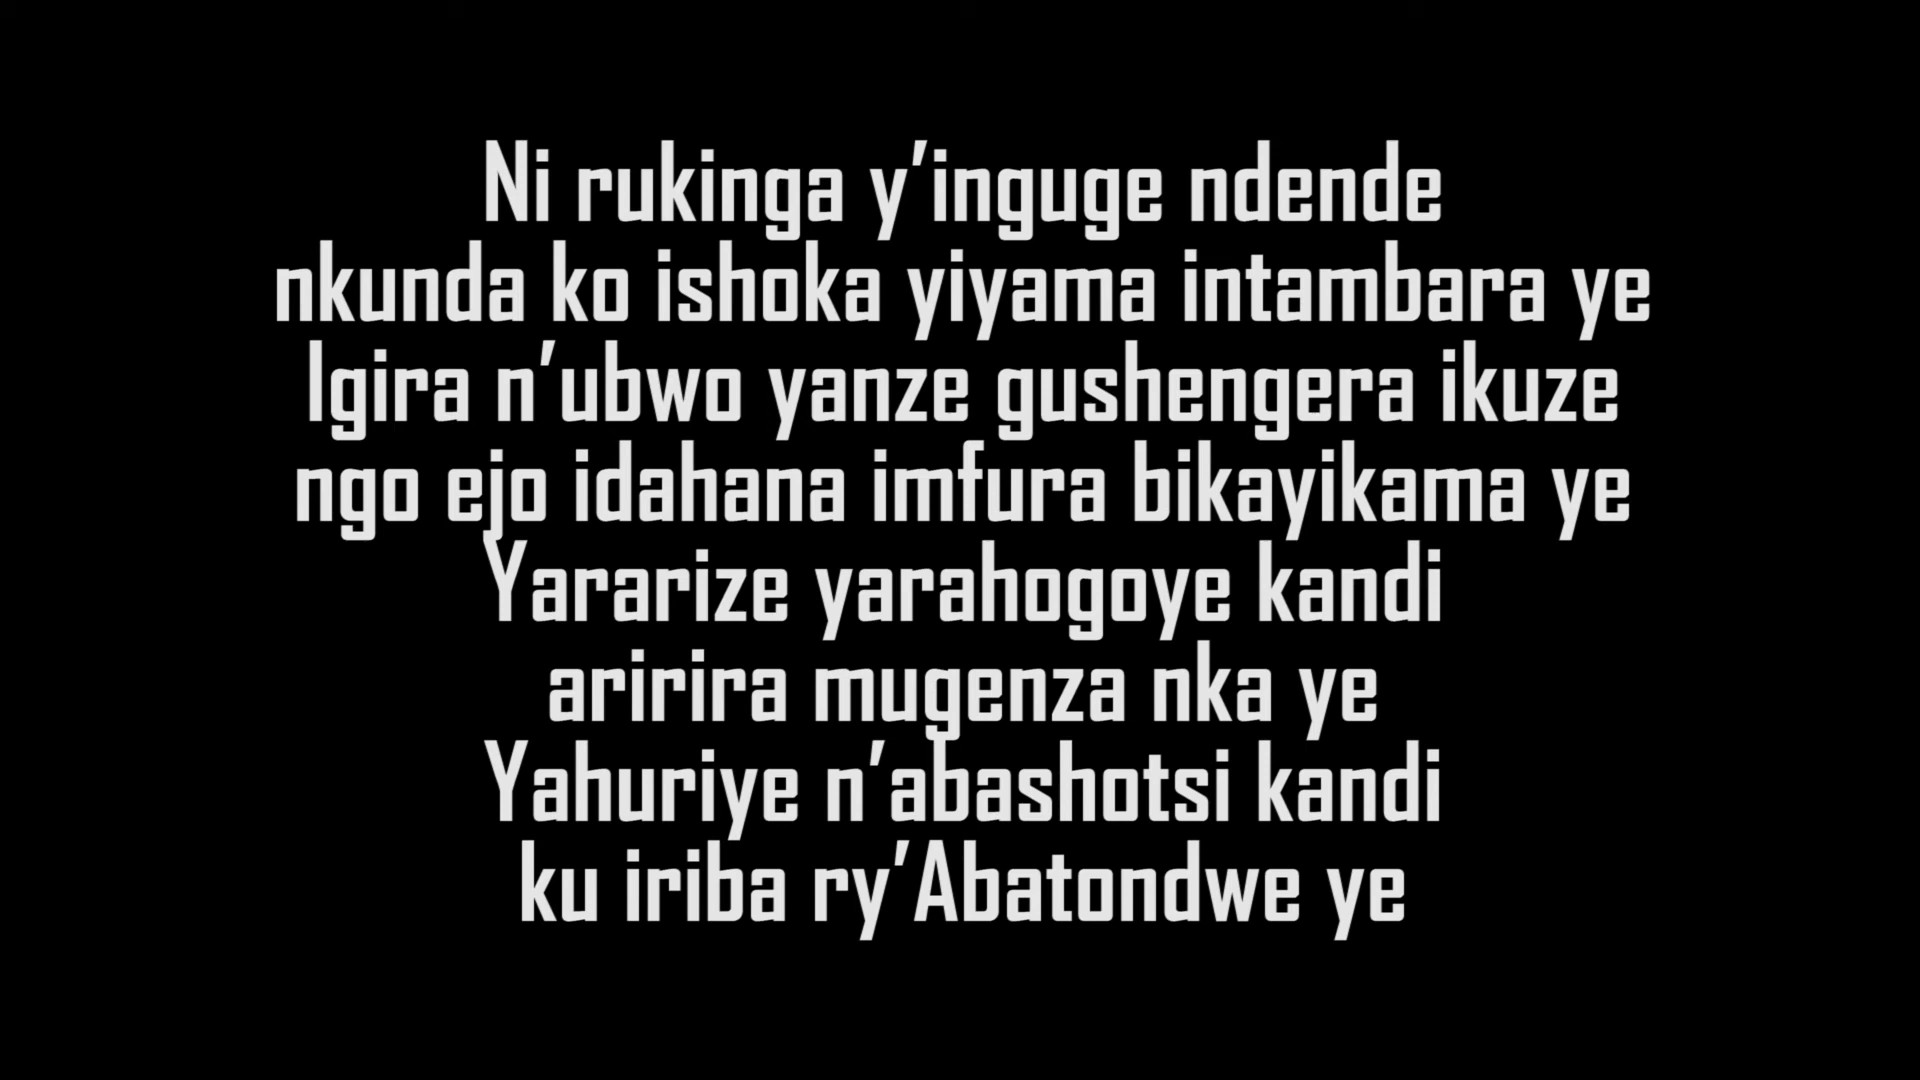 Ni rukinga y’inguge ndende
nkunda ko ishoka yiyama intambara ye
Igira n’ubwo yanze gushengera ikuze
ngo ejo idahana imfura bikayikama ye
Yararize yarahogoye kandi
aririra mugenza nka ye
Yahuriye n’abashotsi kandi
ku iriba ry’Abatondwe ye